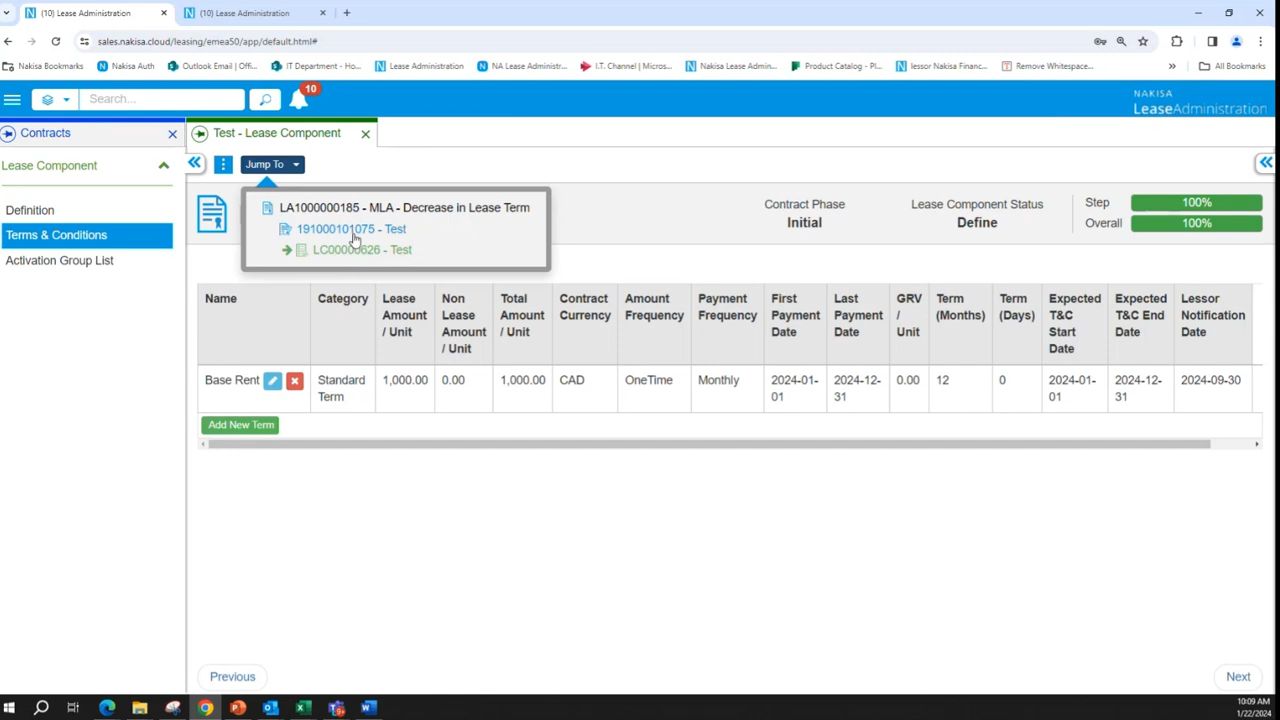 (10) Lease Administration
(10) Lease Administration
sales.nakisa.cloud/leasing/emea50/app/default.html#
Nakisa Bookmarks
Nakisa Auth
Outlook Email | Offi...
IT Department - Ho...
Lease Administration
NA Lease Administr...
I.T. Channel | Micros...
Nakisa Lease Admin...
Product Catalog - Pl...
lessor Nakisa Financ...
Remove Whitespace...
»
All Bookmarks
Search...
10
NAKISA
LeaseAdministration
Contracts
Test - Lease Component
Lease Component
Jump To
Definition
Terms & Conditions
Activation Group List
LA1000000185 - MLA - Decrease in Lease Term
191000101075 - Test
LC00000626 - Test
Contract Phase
Initial
Lease Component Status
Define
Step
100%
Overall
100%
Name
Category
Lease
Amount
/ Unit
Non
Lease
Amount
/ Unit
Total
Amount
/ Unit
Contract
Currency
Amount
Frequency
Payment
Frequency
First
Payment
Date
Last
Payment
Date
GRV
/
Unit
Term
(Months)
Term
(Days)
Expected
T&C
Start
Date
Expected
T&C End
Date
Lessor
Notification
Date
Base Rent
Standard
Term
1,000.00
0.00
1,000.00
CAD
OneTime
Monthly
2024-01-
01
2024-12-
31
0.00
12
0
2024-01-
01
2024-12-
31
2024-09-30
Add New Term
Previous
Next
10:09 AM
1/22/2024